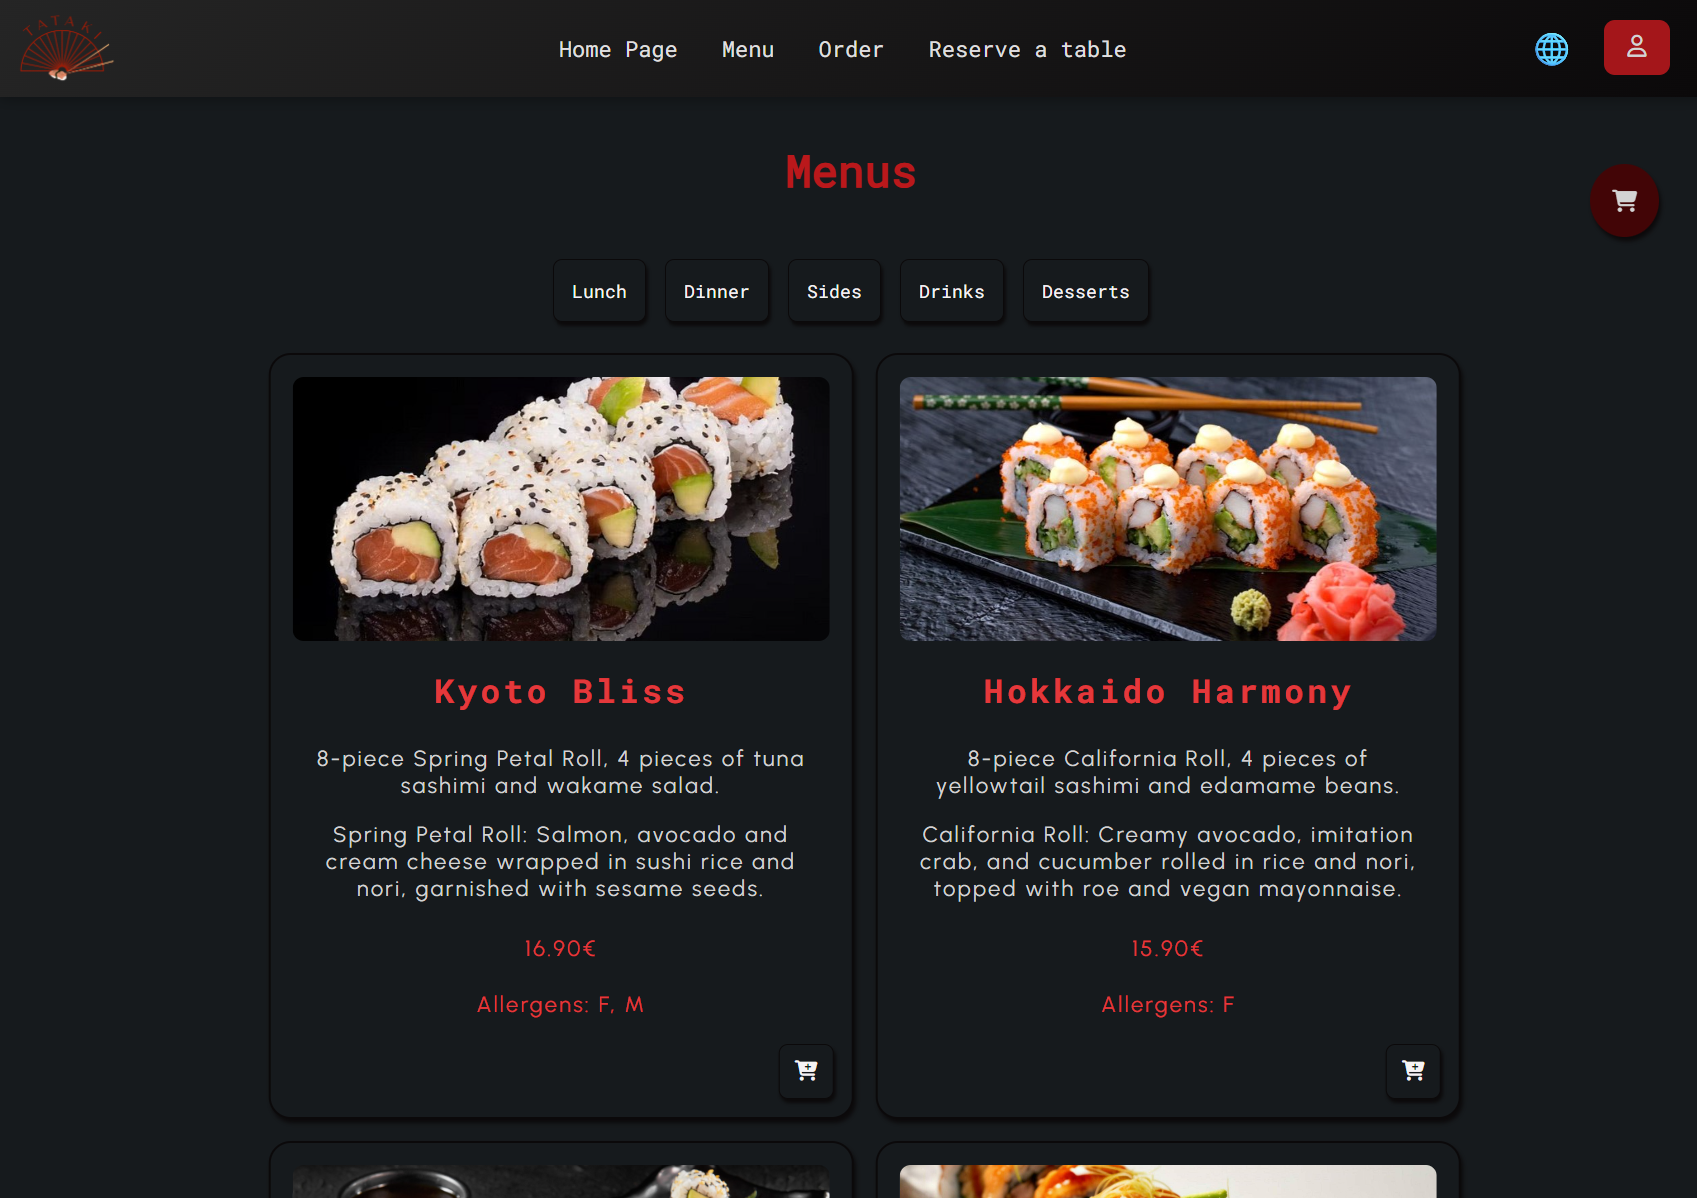 TATAKI
Home Page
Menu
Order
Reserve a table
Menus
Lunch
Dinner
Sides
Drinks
Desserts
Kyoto Bliss
8-piece Spring Petal Roll, 4 pieces of tuna
sashimi and wakame salad.
Spring Petal Roll: Salmon, avocado and
cream cheese wrapped in sushi rice and
nori, garnished with sesame seeds.
16.90€
Allergens: F, M
Hokkaido Harmony
8-piece California Roll, 4 pieces of
yellowtail sashimi and edamame beans.
California Roll: Creamy avocado, imitation
crab, and cucumber rolled in rice and nori,
topped with roe and vegan mayonnaise.
15.90€
Allergens: F